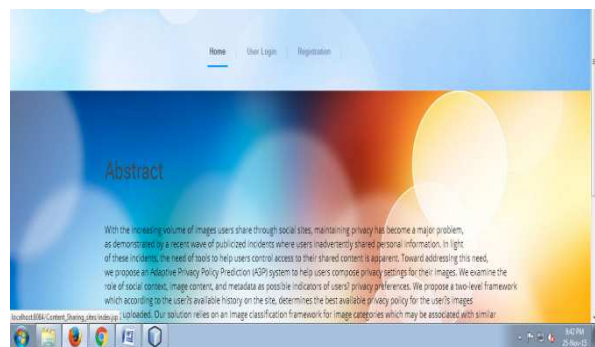 Home User Login Registration
Abstract
With the increasing volume of images users share through social sites, maintaining privacy has become a major problem,
as demonstrated by a recent wave of publicized incidents where users inadvertently shared personal information. In light
of these incidents, the need of tools to help users control access to their shared content is apparent. Toward addressing this need,
we propose an Adaptive Privacy Policy Prediction (A3P) system to help users compose privacy settings for their images. We examine the
role of social context, image content, and metadata as possible indicators of users? privacy preferences. We propose a two-level framework
which according to the user?s available history on the site, determines the best available privacy policy for the user?s images
uploaded. Our solution relies on an image classification framework for image categories which may be associated with similar
localhost:8084/Content_Sharing_sites/index.jsp
8:42 PM
25-Nov-15